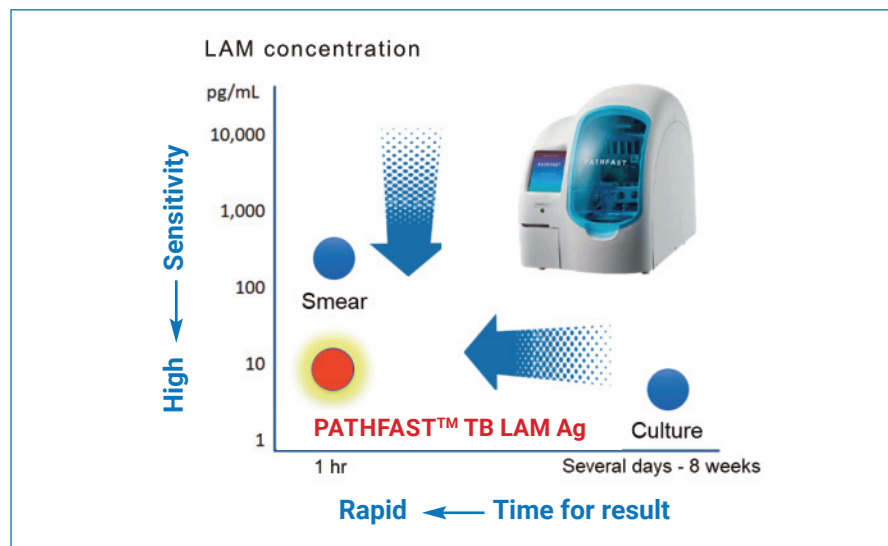 LAM concentration
pg/mL
10,000
1,000
100
10
1
High ← Sensitivity
PATHFAST
Smear
PATHFAST™ TB LAM Ag
Culture
1 hr
Several days - 8 weeks
Rapid ← Time for result